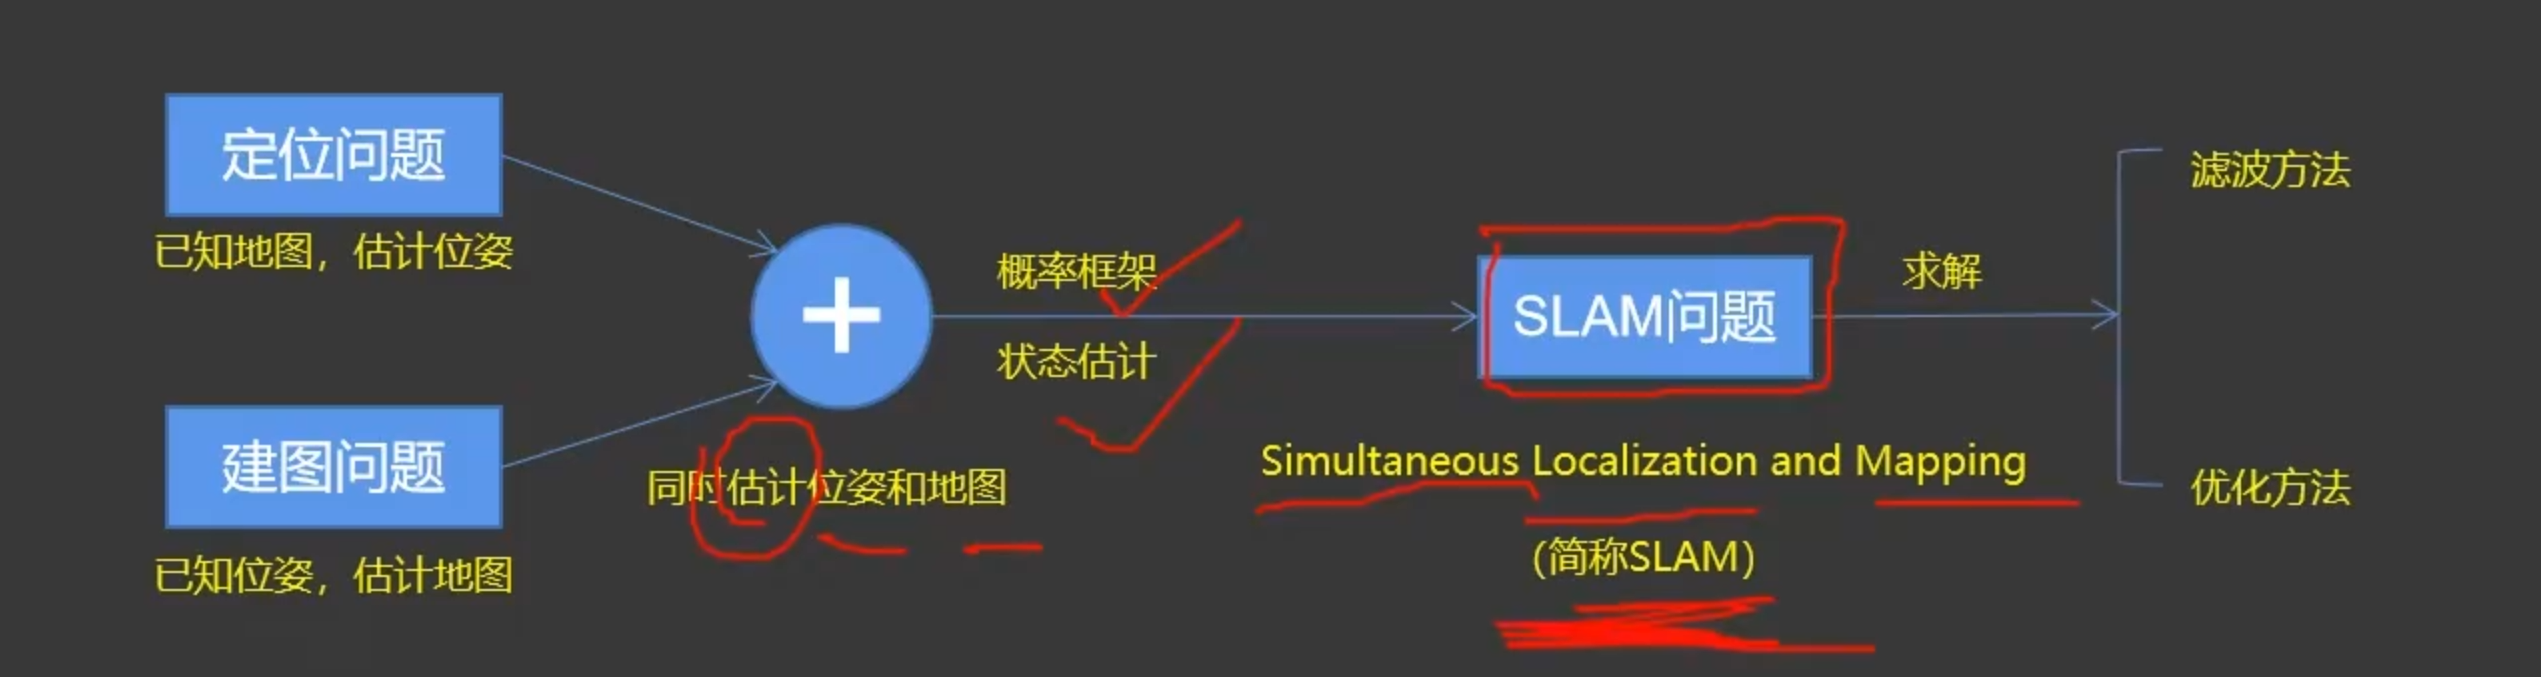 定位问题
已知地图，估计位姿
建图问题
已知位姿，估计地图
+
同时估计位姿和地图
概率框架
状态估计
SLAM问题
Simultaneous Localization and Mapping
(简称SLAM)
求解
滤波方法
优化方法